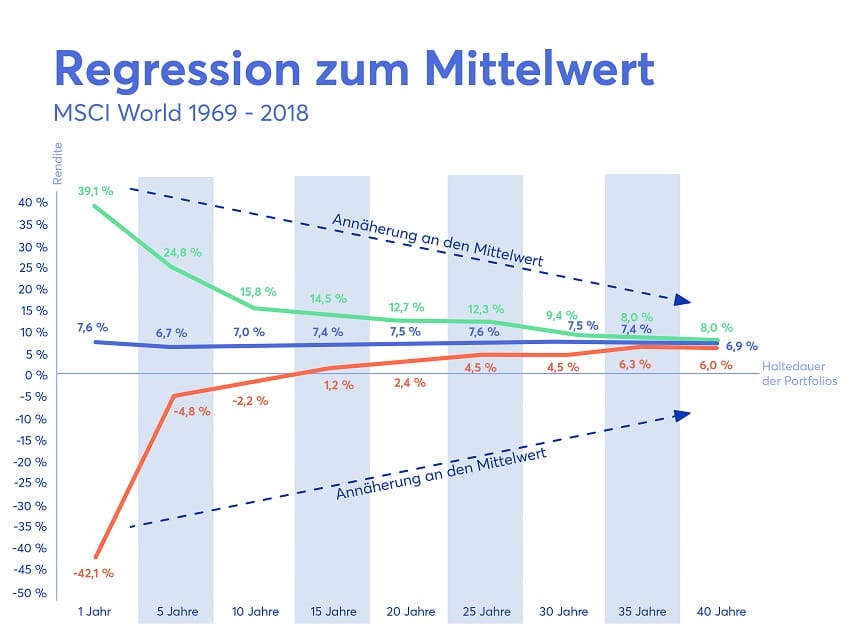 Regression zum Mittelwert
MSCI World 1969 - 2018
Rendite
40 %
35 %
30 %
25 %
20 %
15 %
10 %
5 %
0 %
-5 %
-10 %
-15 %
-20 %
-25 %
-30 %
-35 %
-40 %
-45 %
-50 %
39,1 %
24,8 %
15,8 %
14,5 %
12,7 %
12,3 %
9,4 %
8,0 %
8,0 %
Annäherung an den Mittelwert
7,6 %
6,7 %
7,0 %
7,4 %
7,5 %
7,6 %
7,5 %
7,4 %
6,9 %
-42,1 %
-4,8 %
-2,2 %
1,2 %
2,4 %
4,5 %
4,5 %
6,3 %
6,0 %
Haltedauer
der Portfolios
Annäherung an den Mittelwert
1 Jahr
5 Jahre
10 Jahre
15 Jahre
20 Jahre
25 Jahre
30 Jahre
35 Jahre
40 Jahre